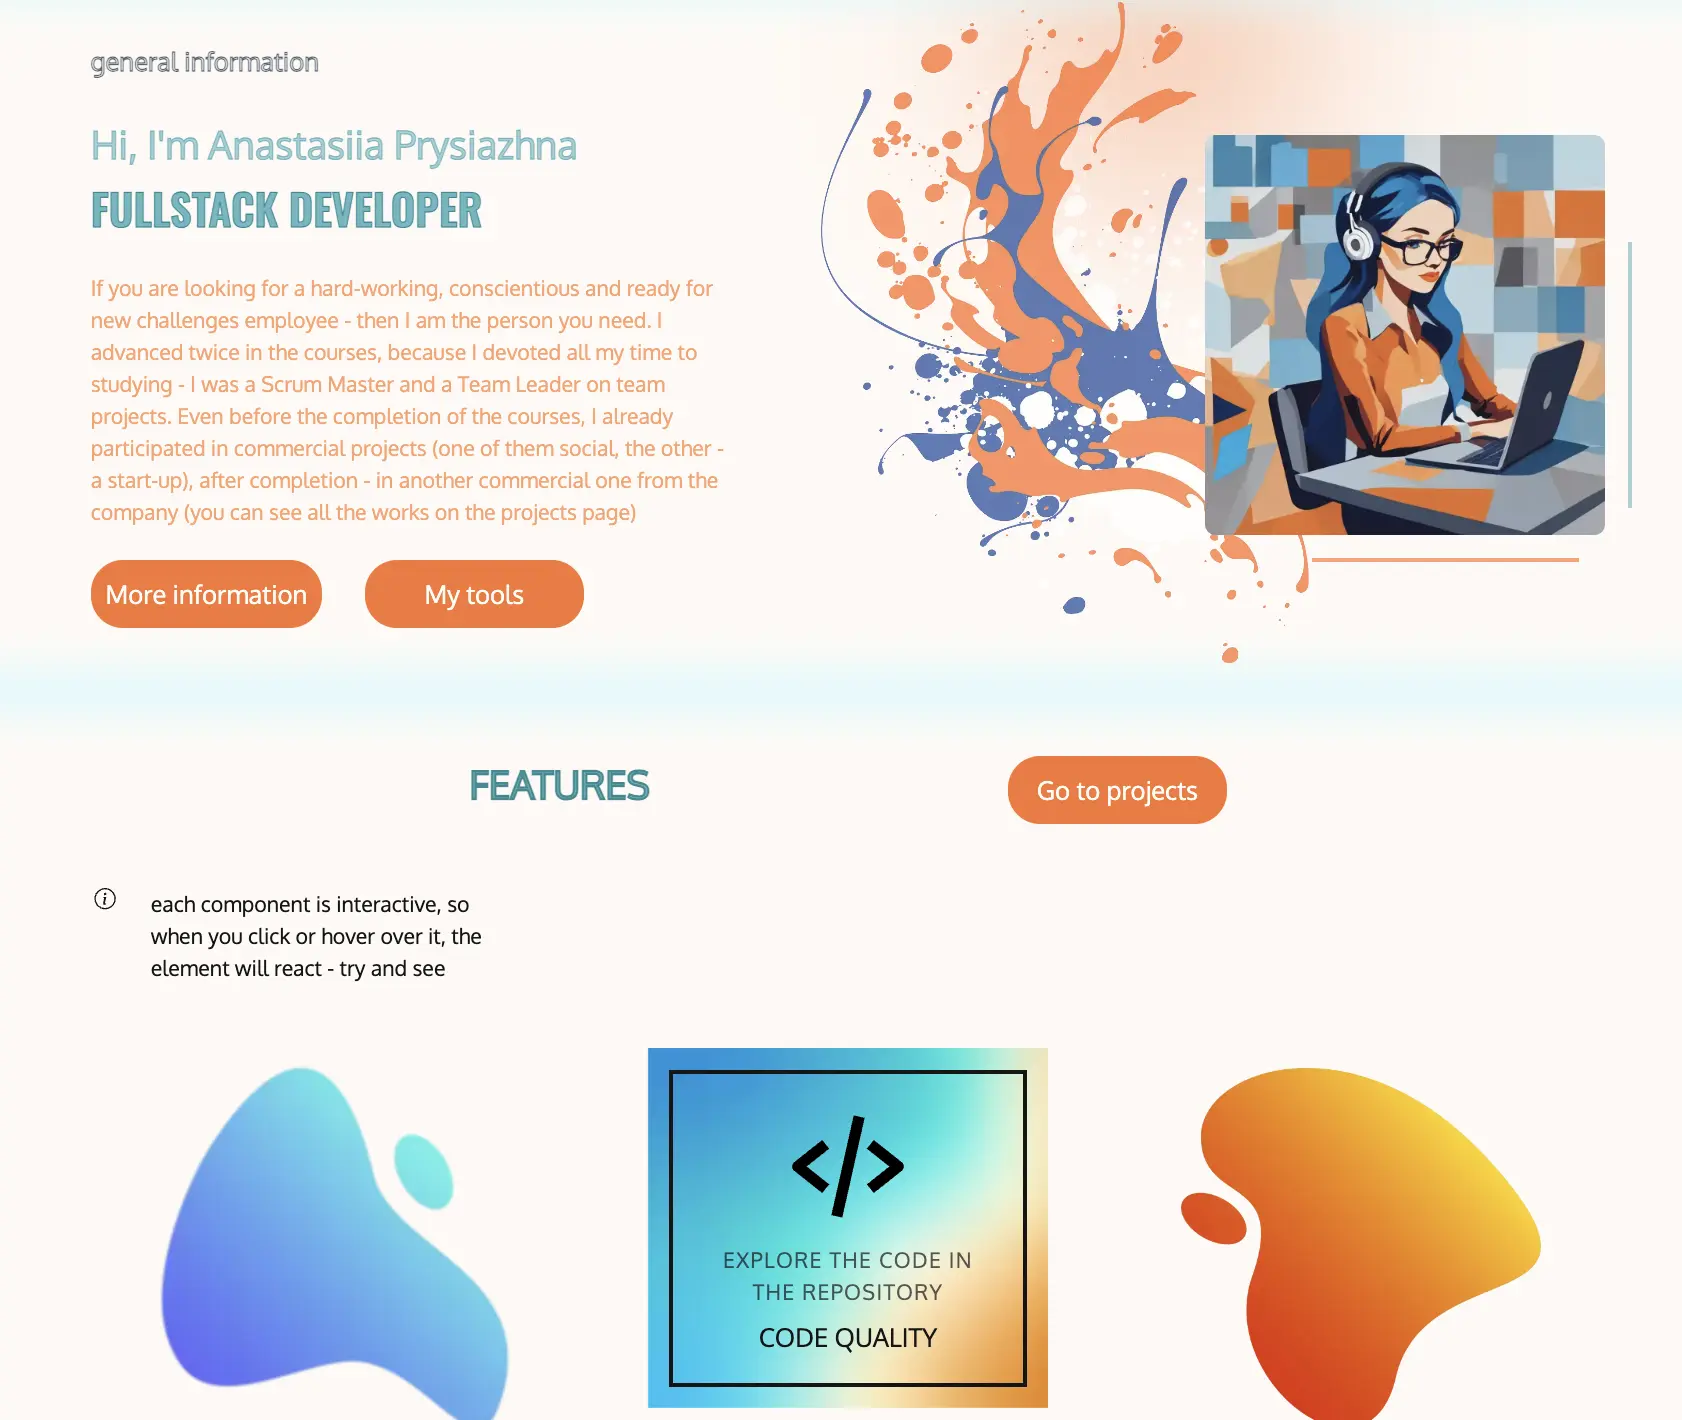 general information
Hi, I'm Anastasiia Prysiazhna
FULLSTACK DEVELOPER
If you are looking for a hard-working, conscientious and ready for
new challenges employee - then I am the person you need. I
advanced twice in the courses, because I devoted all my time to
studying - I was a Scrum Master and a Team Leader on team
projects. Even before the completion of the courses, I already
participated in commercial projects (one of them social, the other -
a start-up), after completion - in another commercial one from the
company (you can see all the works on the projects page)
More information
My tools
FEATURES
Go to projects
each component is interactive, so
when you click or hover over it, the
element will react - try and see
</>
EXPLORE THE CODE IN
THE REPOSITORY
CODE QUALITY